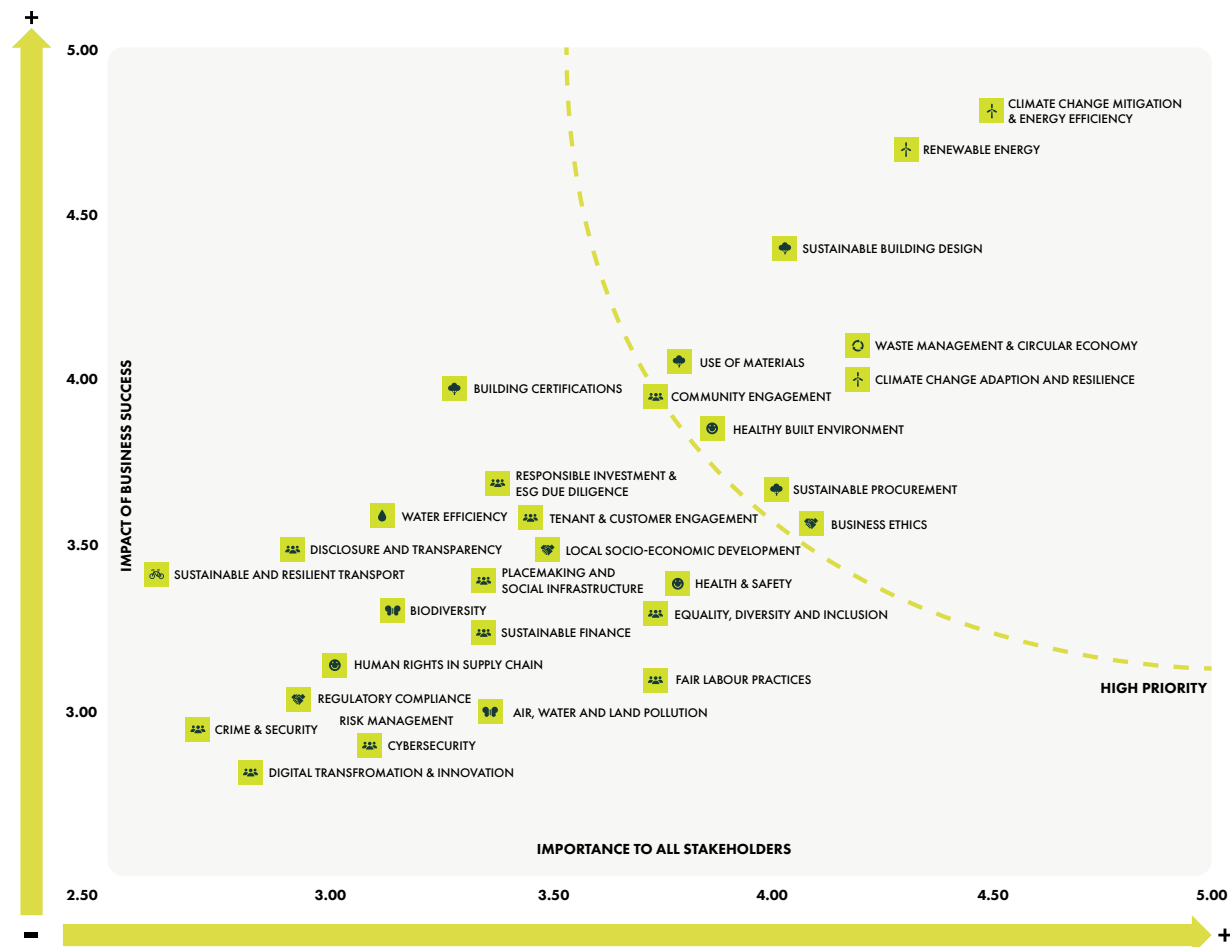 +
5.00
CLIMATE CHANGE MITIGATION
& ENERGY EFFICIENCY
RENEWABLE ENERGY
4.50
SUSTAINABLE BUILDING DESIGN
WASTE MANAGEMENT & CIRCULAR ECONOMY
USE OF MATERIALS
4.00
CLIMATE CHANGE ADAPTION AND RESILIENCE
BUILDING CERTIFICATIONS
COMMUNITY ENGAGEMENT
HEALTHY BUILT ENVIRONMENT
IMPACT OF BUSINESS SUCCESS
RESPONSIBLE INVESTMENT &
ESG DUE DILIGENCE
SUSTAINABLE PROCUREMENT
WATER EFFICIENCY
TENANT & CUSTOMER ENGAGEMENT
BUSINESS ETHICS
3.50
DISCLOSURE AND TRANSPARENCY
LOCAL SOCIO-ECONOMIC DEVELOPMENT
SUSTAINABLE AND RESILIENT TRANSPORT
PLACEMAKING AND
SOCIAL INFRASTRUCTURE
HEALTH & SAFETY
BIODIVERSITY
EQUALITY, DIVERSITY AND INCLUSION
SUSTAINABLE FINANCE
HUMAN RIGHTS IN SUPPLY CHAIN
FAIR LABOUR PRACTICES
HIGH PRIORITY
REGULATORY COMPLIANCE
3.00
AIR, WATER AND LAND POLLUTION
RISK MANAGEMENT
CRIME & SECURITY
CYBERSECURITY
DIGITAL TRANSFROMATION & INNOVATION
IMPORTANCE TO ALL STAKEHOLDERS
2.50
3.00
3.50
4.00
4.50
5.00
-
+